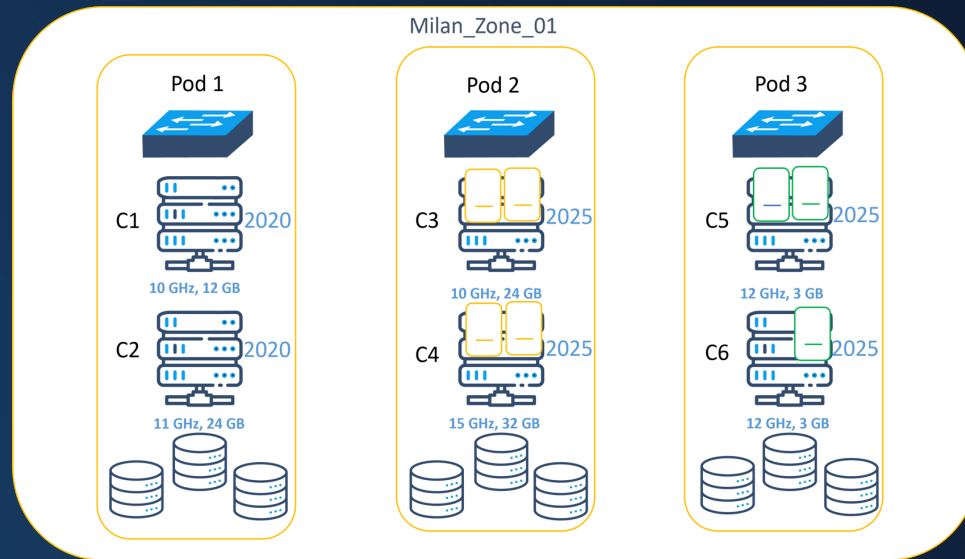 Milan_Zone_01
Pod 1
C1
2020
10 GHz, 12 GB
C2
2020
11 GHz, 24 GB
Pod 2
C3
2025
10 GHz, 24 GB
C4
2025
15 GHz, 32 GB
Pod 3
C5
2025
12 GHz, 3 GB
C6
2025
12 GHz, 3 GB